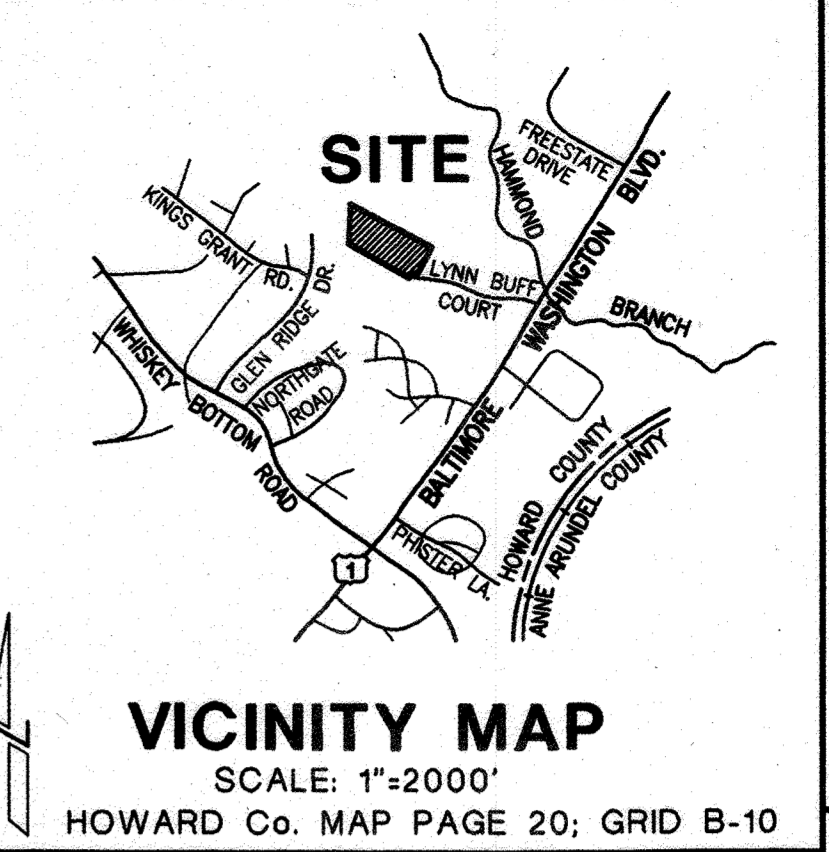 SITE
FREESTATE
DRIVE
HAMMOND
BLVD.
KINGS GRANT RD.
GLEN RIDGE DR.
LYNN BUFF
COURT
WASHINGTON
BRANCH
WHISKEY
BOTTOM
ROAD
NORTHGATE
ROAD
BALTIMORE
HOWARD COUNTY
ANNE ARUNDEL COUNTY
PHISTER LA.
1
VICINITY MAP
SCALE: 1"=2000'
HOWARD Co. MAP PAGE 20; GRID B-10